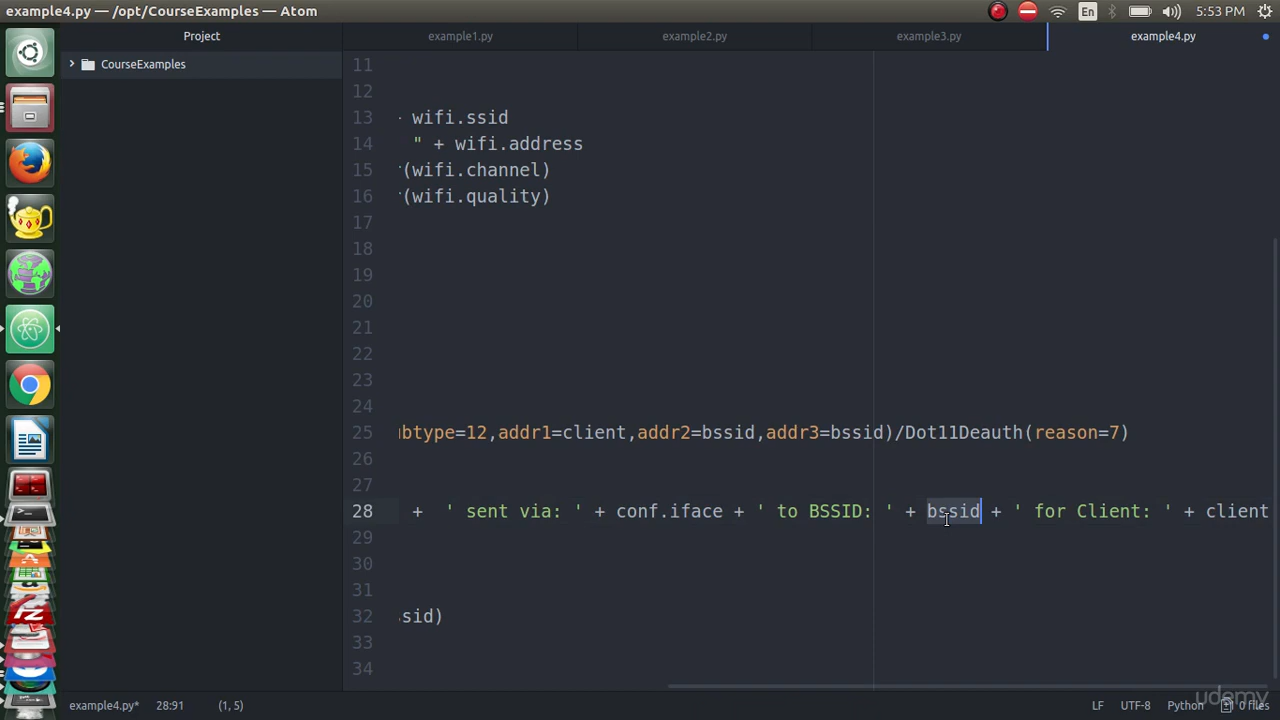 example4.py — /opt/CourseExamples — Atom
En
5:53 PM
Project
example1.py
example2.py
example3.py
example4.py
CourseExamples
11
12
13 wifi.ssid
14 " + wifi.address
15 (wifi.channel)
16 (wifi.quality)
17
18
19
20
21
22
23
24
25 btype=12,addr1=client,addr2=bssid,addr3=bssid)/Dot11Deauth(reason=7)
26
27
28 + ' sent via: ' + conf.iface + ' to BSSID: ' + bssid + ' for Client: ' + client
29
30
31
32 sid)
33
34
example4.py* 28:91 (1, 5)
LF UTF-8 Python 0 files
udemy